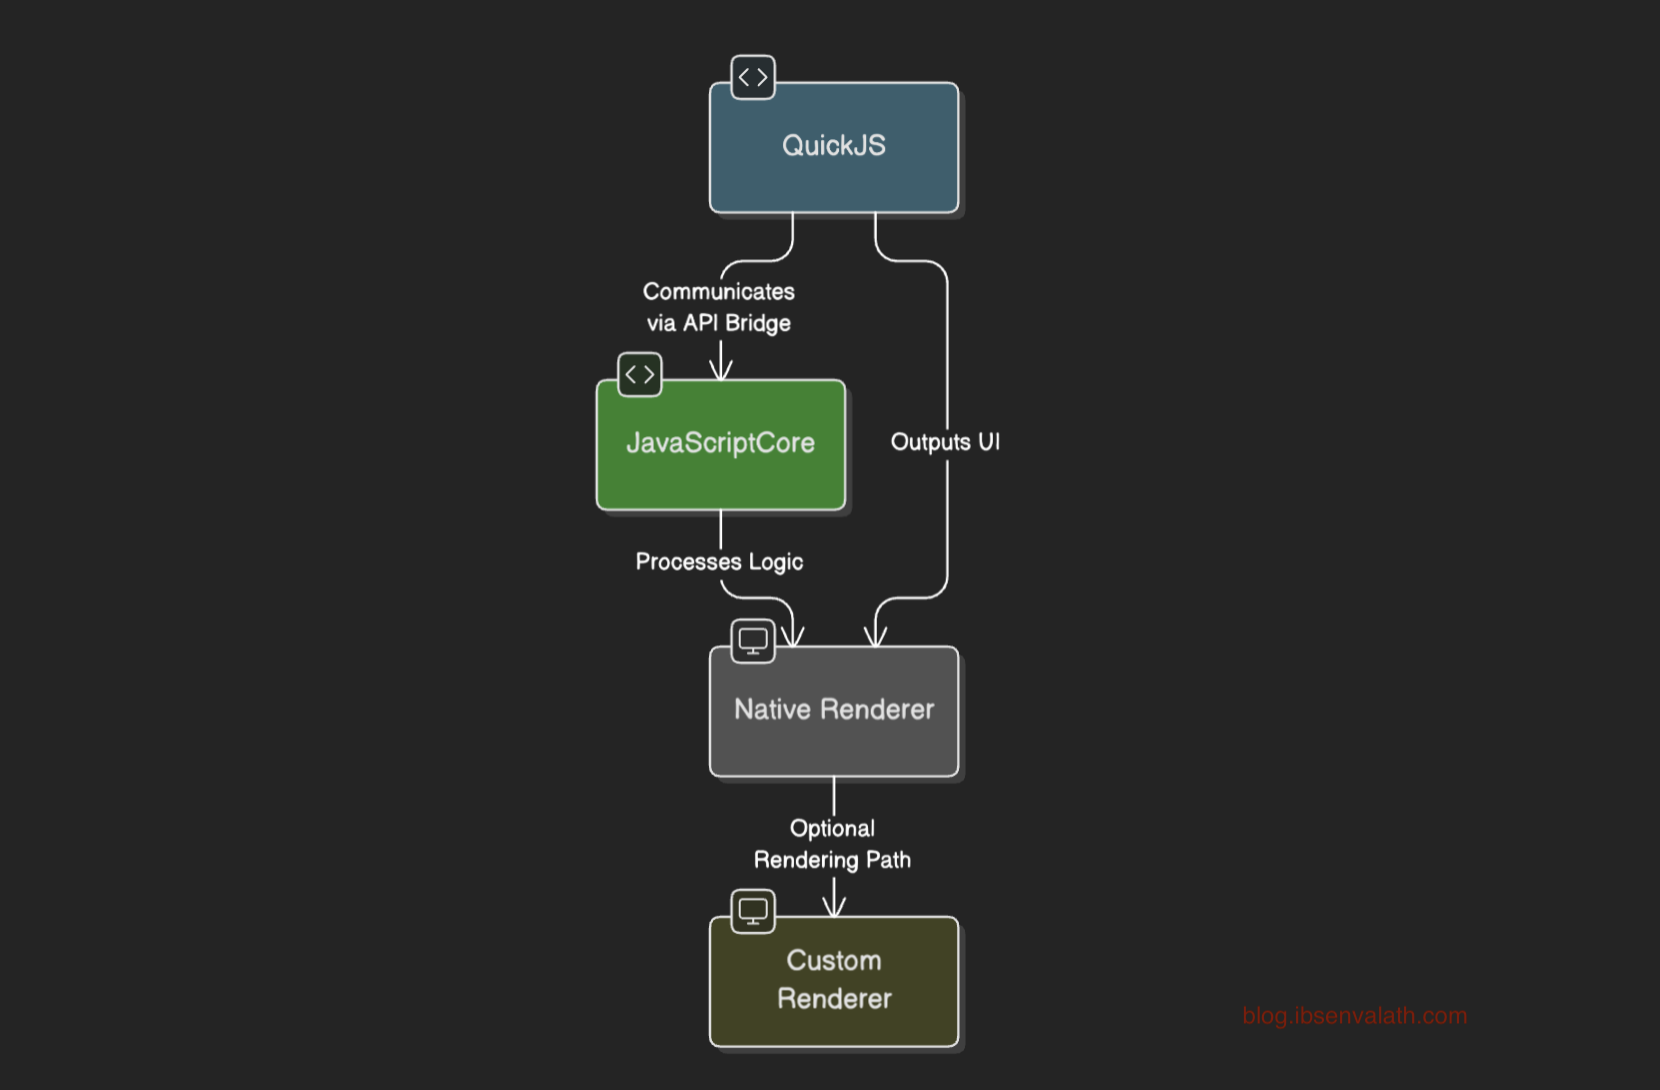 QuickJS
Communicates
via API Bridge
JavaScriptCore
Outputs UI
Processes Logic
Native Renderer
Optional
Rendering Path
Custom
Renderer
blog.ibsenvalath.com